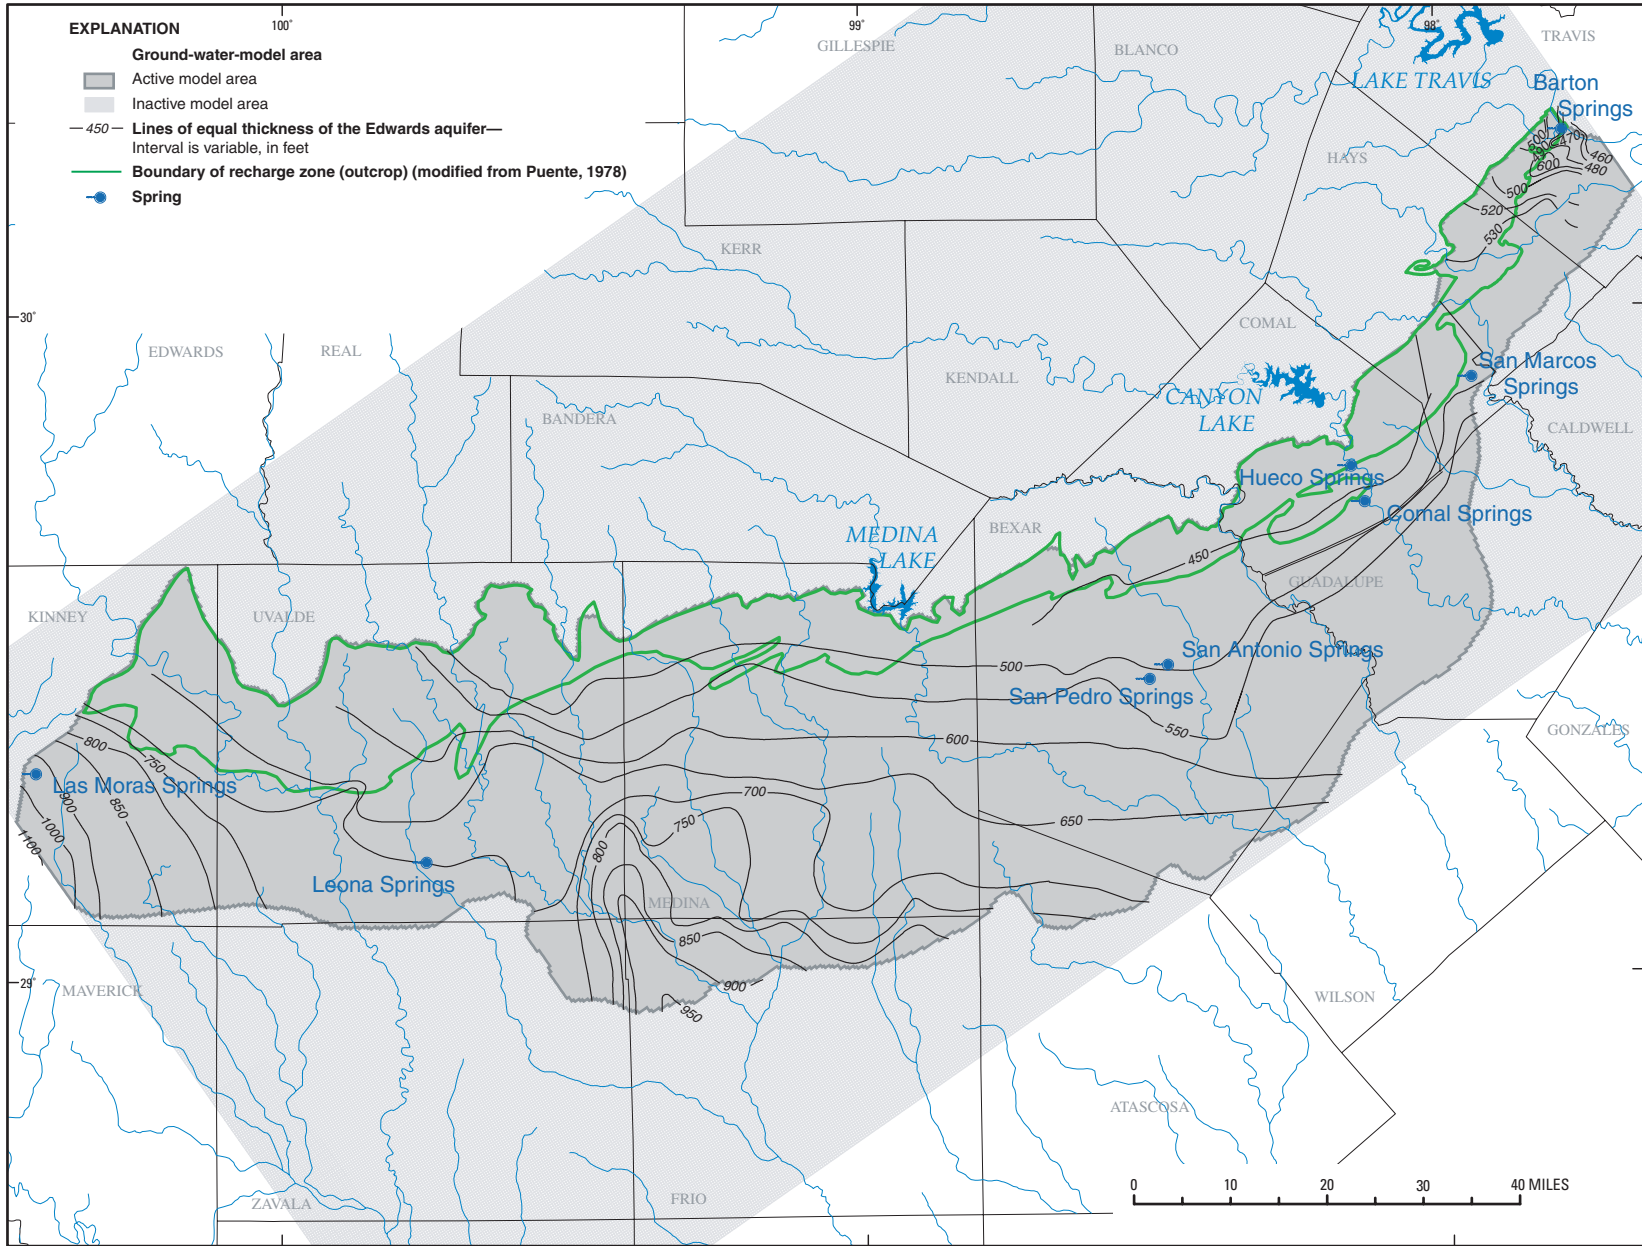 EXPLANATION
Ground-water-model area
Active model area
Inactive model area
450 Lines of equal thickness of the Edwards aquifer—
Interval is variable, in feet
Boundary of recharge zone (outcrop) (modified from Puente, 1978)
Spring
100°
99°
98°
30°
29°
GILLESPIE
BLANCO
TRAVIS
LAKE TRAVIS
Barton
Springs
HAYS
KERR
COMAL
EDWARDS
REAL
KENDALL
CANYON
LAKE
San Marcos
Springs
BANDERA
CALDWELL
Hueco Springs
Comal Springs
MEDINA
LAKE
BEXAR
GUADALUPE
KINNEY
UVALDE
San Antonio Springs
San Pedro Springs
GONZALES
Las Moras Springs
Leona Springs
MEDINA
MAVERICK
WILSON
ATASCOSA
ZAVALA
FRIO
500
490
470
460
480
600
500
520
530
450
500
550
600
650
700
750
800
850
900
950
800
750
850
900
1000
1100
0 10 20 30 40 MILES